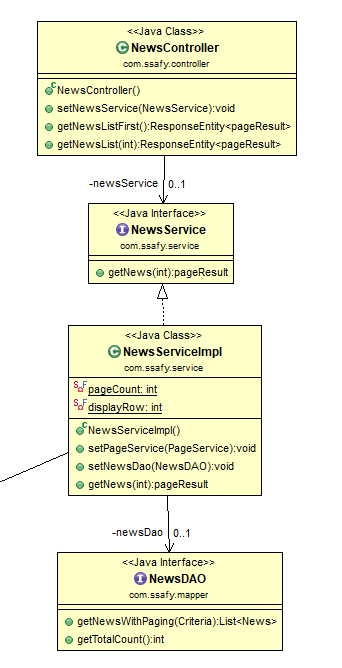 <<Java Class>>
NewsController
com.ssafy.controller
NewsController()
setNewsService(NewsService):void
getNewsListFirst():ResponseEntity<pageResult>
getNewsList(int):ResponseEntity<pageResult>
-newsService 0..1
<<Java Interface>>
NewsService
com.ssafy.service
getNews(int):pageResult
<<Java Class>>
NewsServiceImpl
com.ssafy.service
pageCount: int
displayRow: int
NewsServiceImpl()
setPageService(PageService):void
setNewsDao(NewsDAO):void
getNews(int):pageResult
-newsDao 0..1
<<Java Interface>>
NewsDAO
com.ssafy.mapper
getNewsWithPaging(Criteria):List<News>
getTotalCount():int